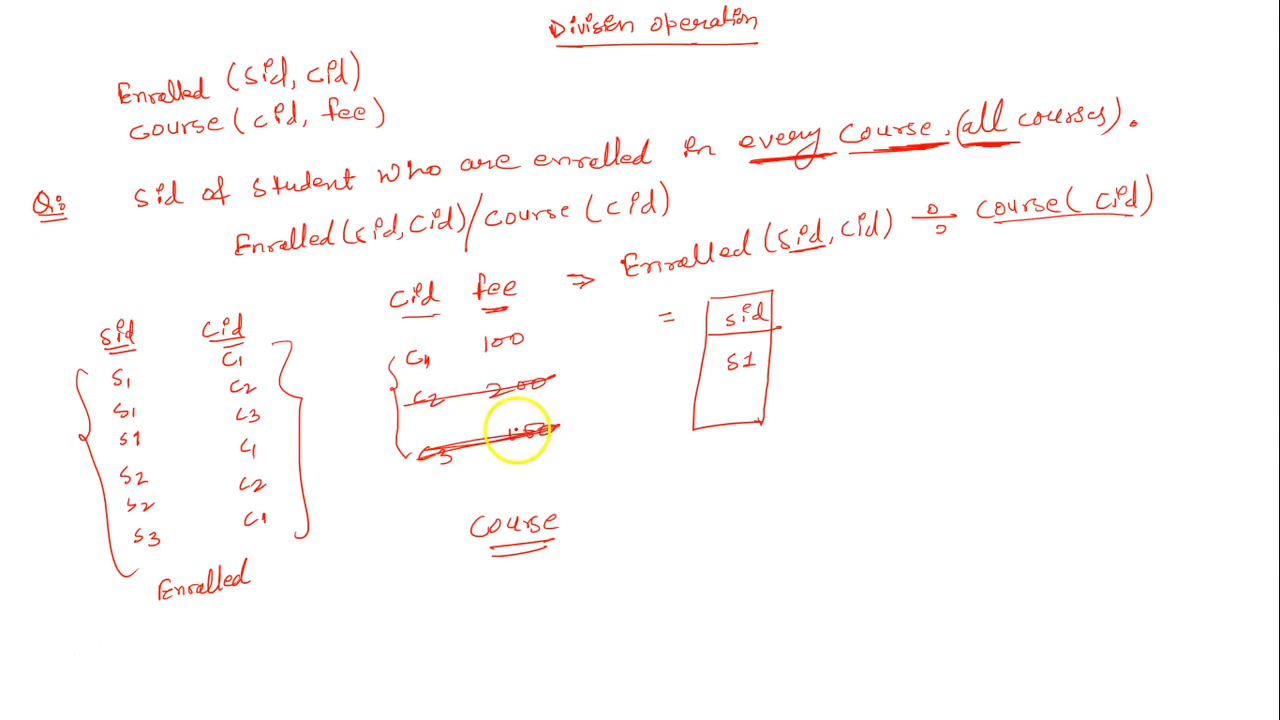 Division operation
Enrolled (sid, cid)
Course (cid, fee)
Q: sid of student who are enrolled in every course. (all courses).
Enrolled (sid, cid) / course (cid)
⇒ Enrolled (sid, cid) ÷ course (cid)
= sid
S1
cid fee
C1 100
C2 200
C3 150
Course
sid cid
S1 C1
S1 C2
S1 C3
S2 C1
S2 C2
S3 C1
Enrolled